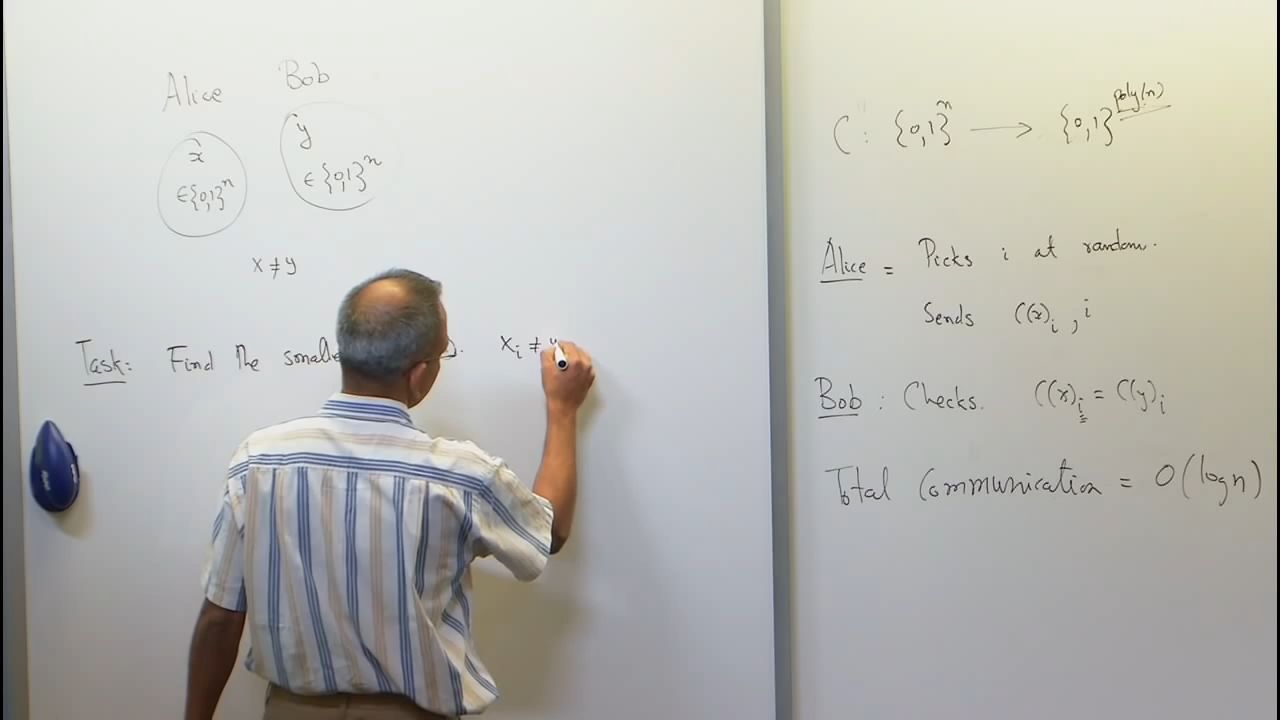 Alice Bob
x y
∈{0,1}^n ∈{0,1}^n
x ≠ y
Task: Find the smalle x_i ≠ y
C : {0,1}^n ⟶ {0,1}^poly(n)
Alice = Picks i at random.
Sends C(x)_i , i
Bob : Checks. C(x)_i = C(y)_i
Total Communication = O(log n)